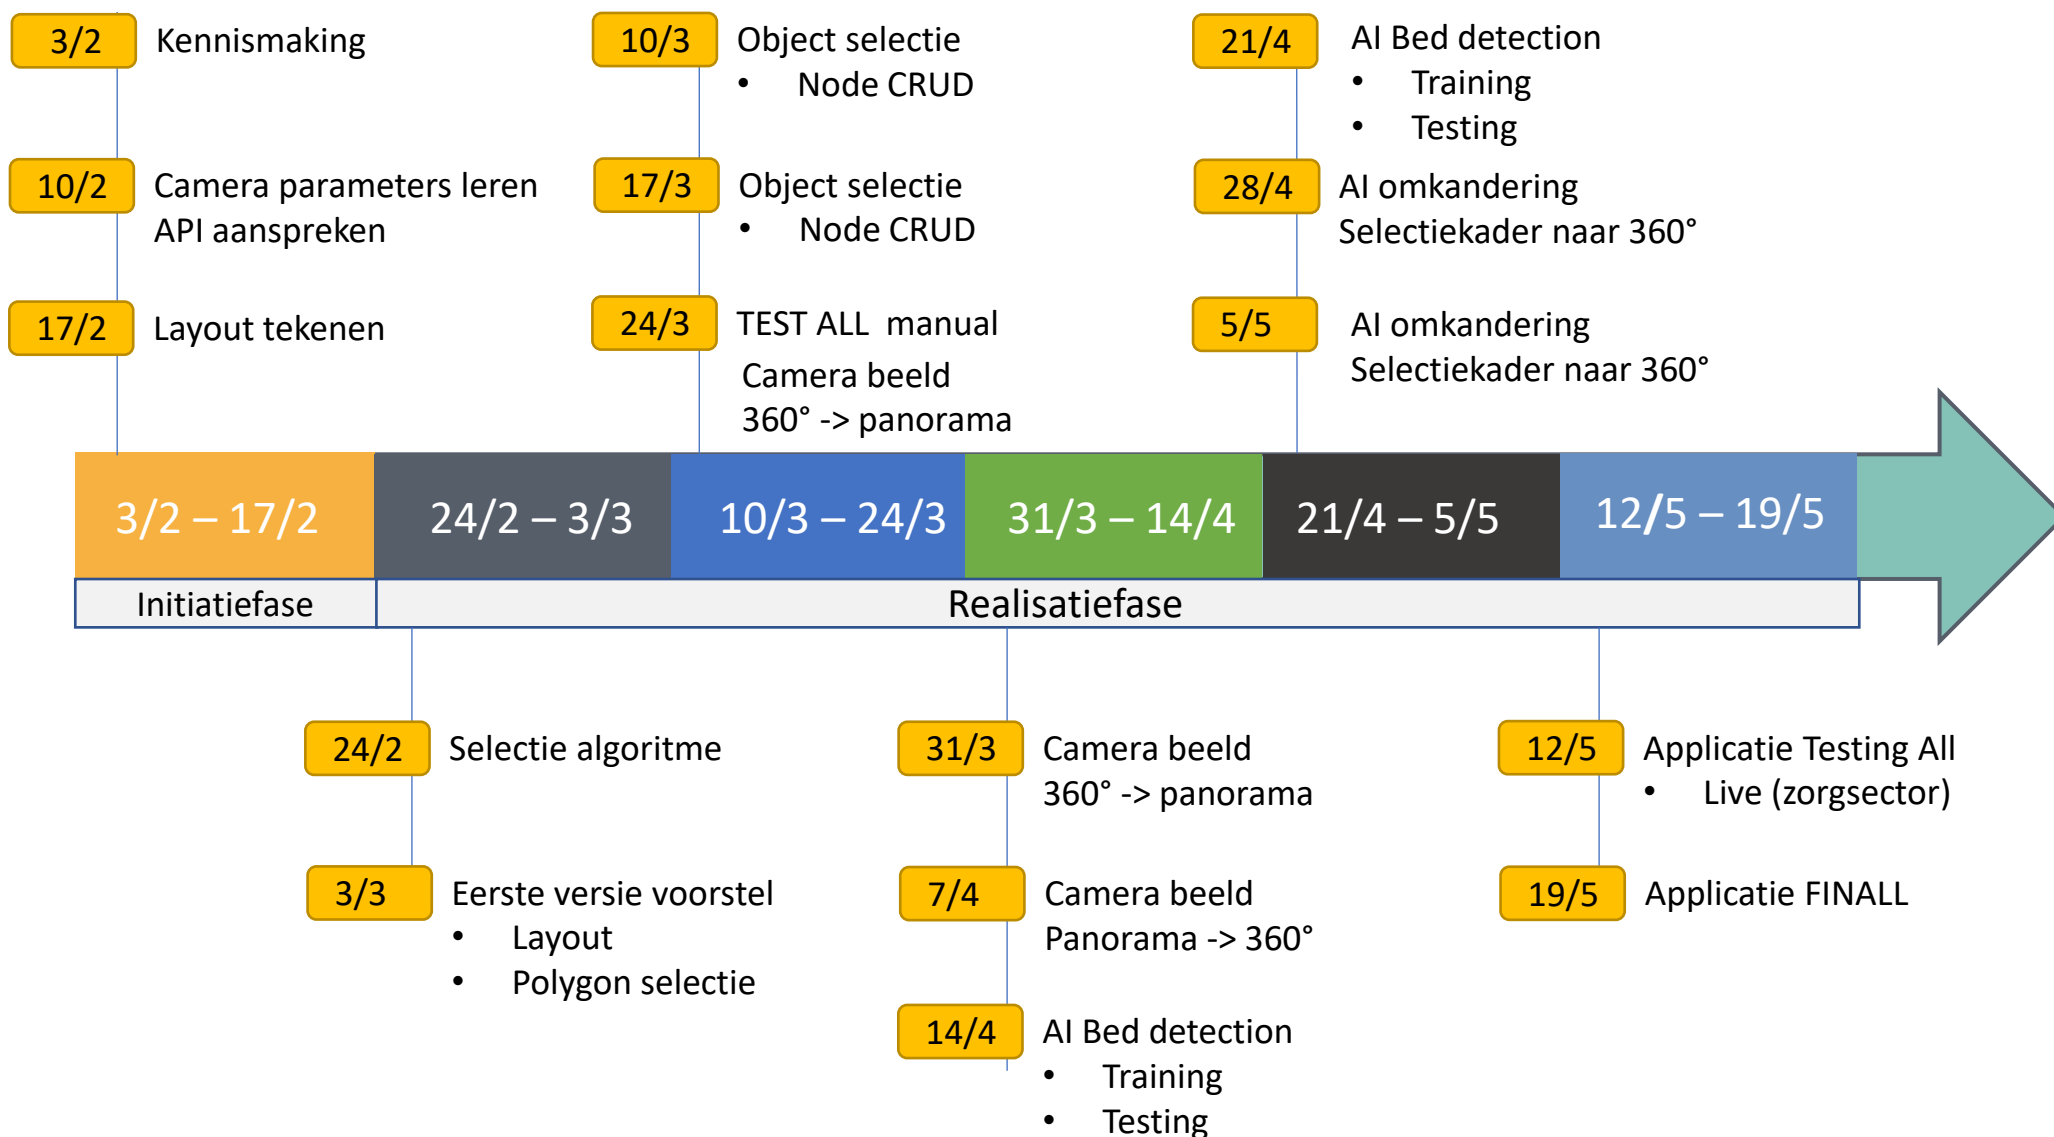 3/2 Kennismaking
10/2 Camera parameters leren
API aanspreken
17/2 Layout tekenen
10/3 Object selectie
• Node CRUD
17/3 Object selectie
• Node CRUD
24/3 TEST ALL manual
Camera beeld
360° -> panorama
21/4 AI Bed detection
• Training
• Testing
28/4 AI omkandering
Selectiekader naar 360°
5/5 AI omkandering
Selectiekader naar 360°
3/2 – 17/2
24/2 – 3/3
10/3 – 24/3
31/3 – 14/4
21/4 – 5/5
12/5 – 19/5
Initiatiefase
Realisatiefase
24/2 Selectie algoritme
3/3 Eerste versie voorstel
• Layout
• Polygon selectie
31/3 Camera beeld
360° -> panorama
7/4 Camera beeld
Panorama -> 360°
14/4 AI Bed detection
• Training
• Testing
12/5 Applicatie Testing All
• Live (zorgsector)
19/5 Applicatie FINALL